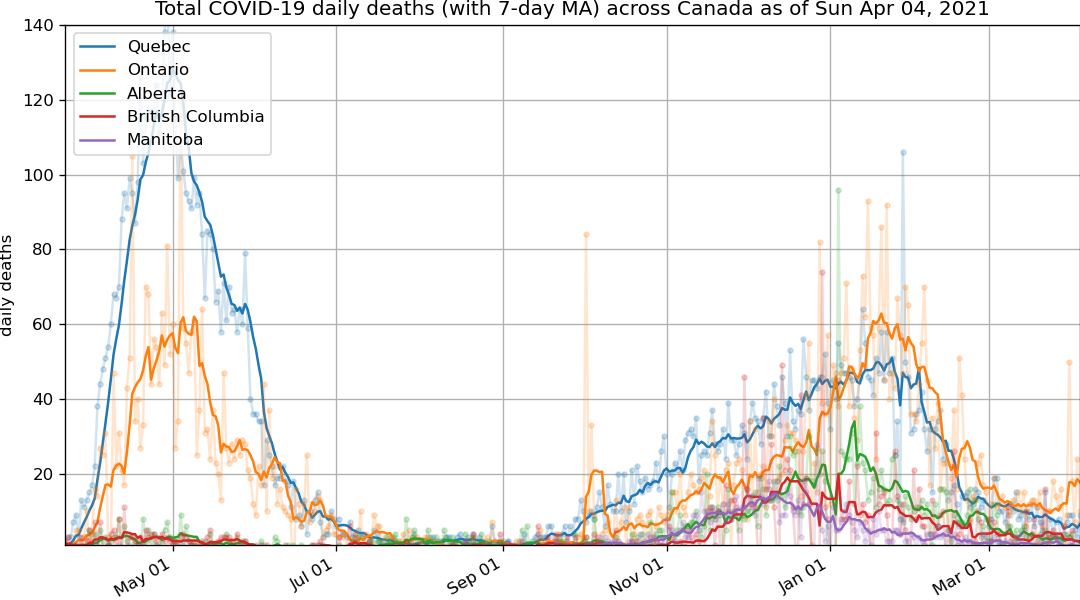 Total COVID-19 daily deaths (with 7-day MA) across Canada as of Sun Apr 04, 2021
140
120
100
80
60
40
20
daily deaths
Quebec
Ontario
Alberta
British Columbia
Manitoba
May 01
Jul 01
Sep 01
Nov 01
Jan 01
Mar 01